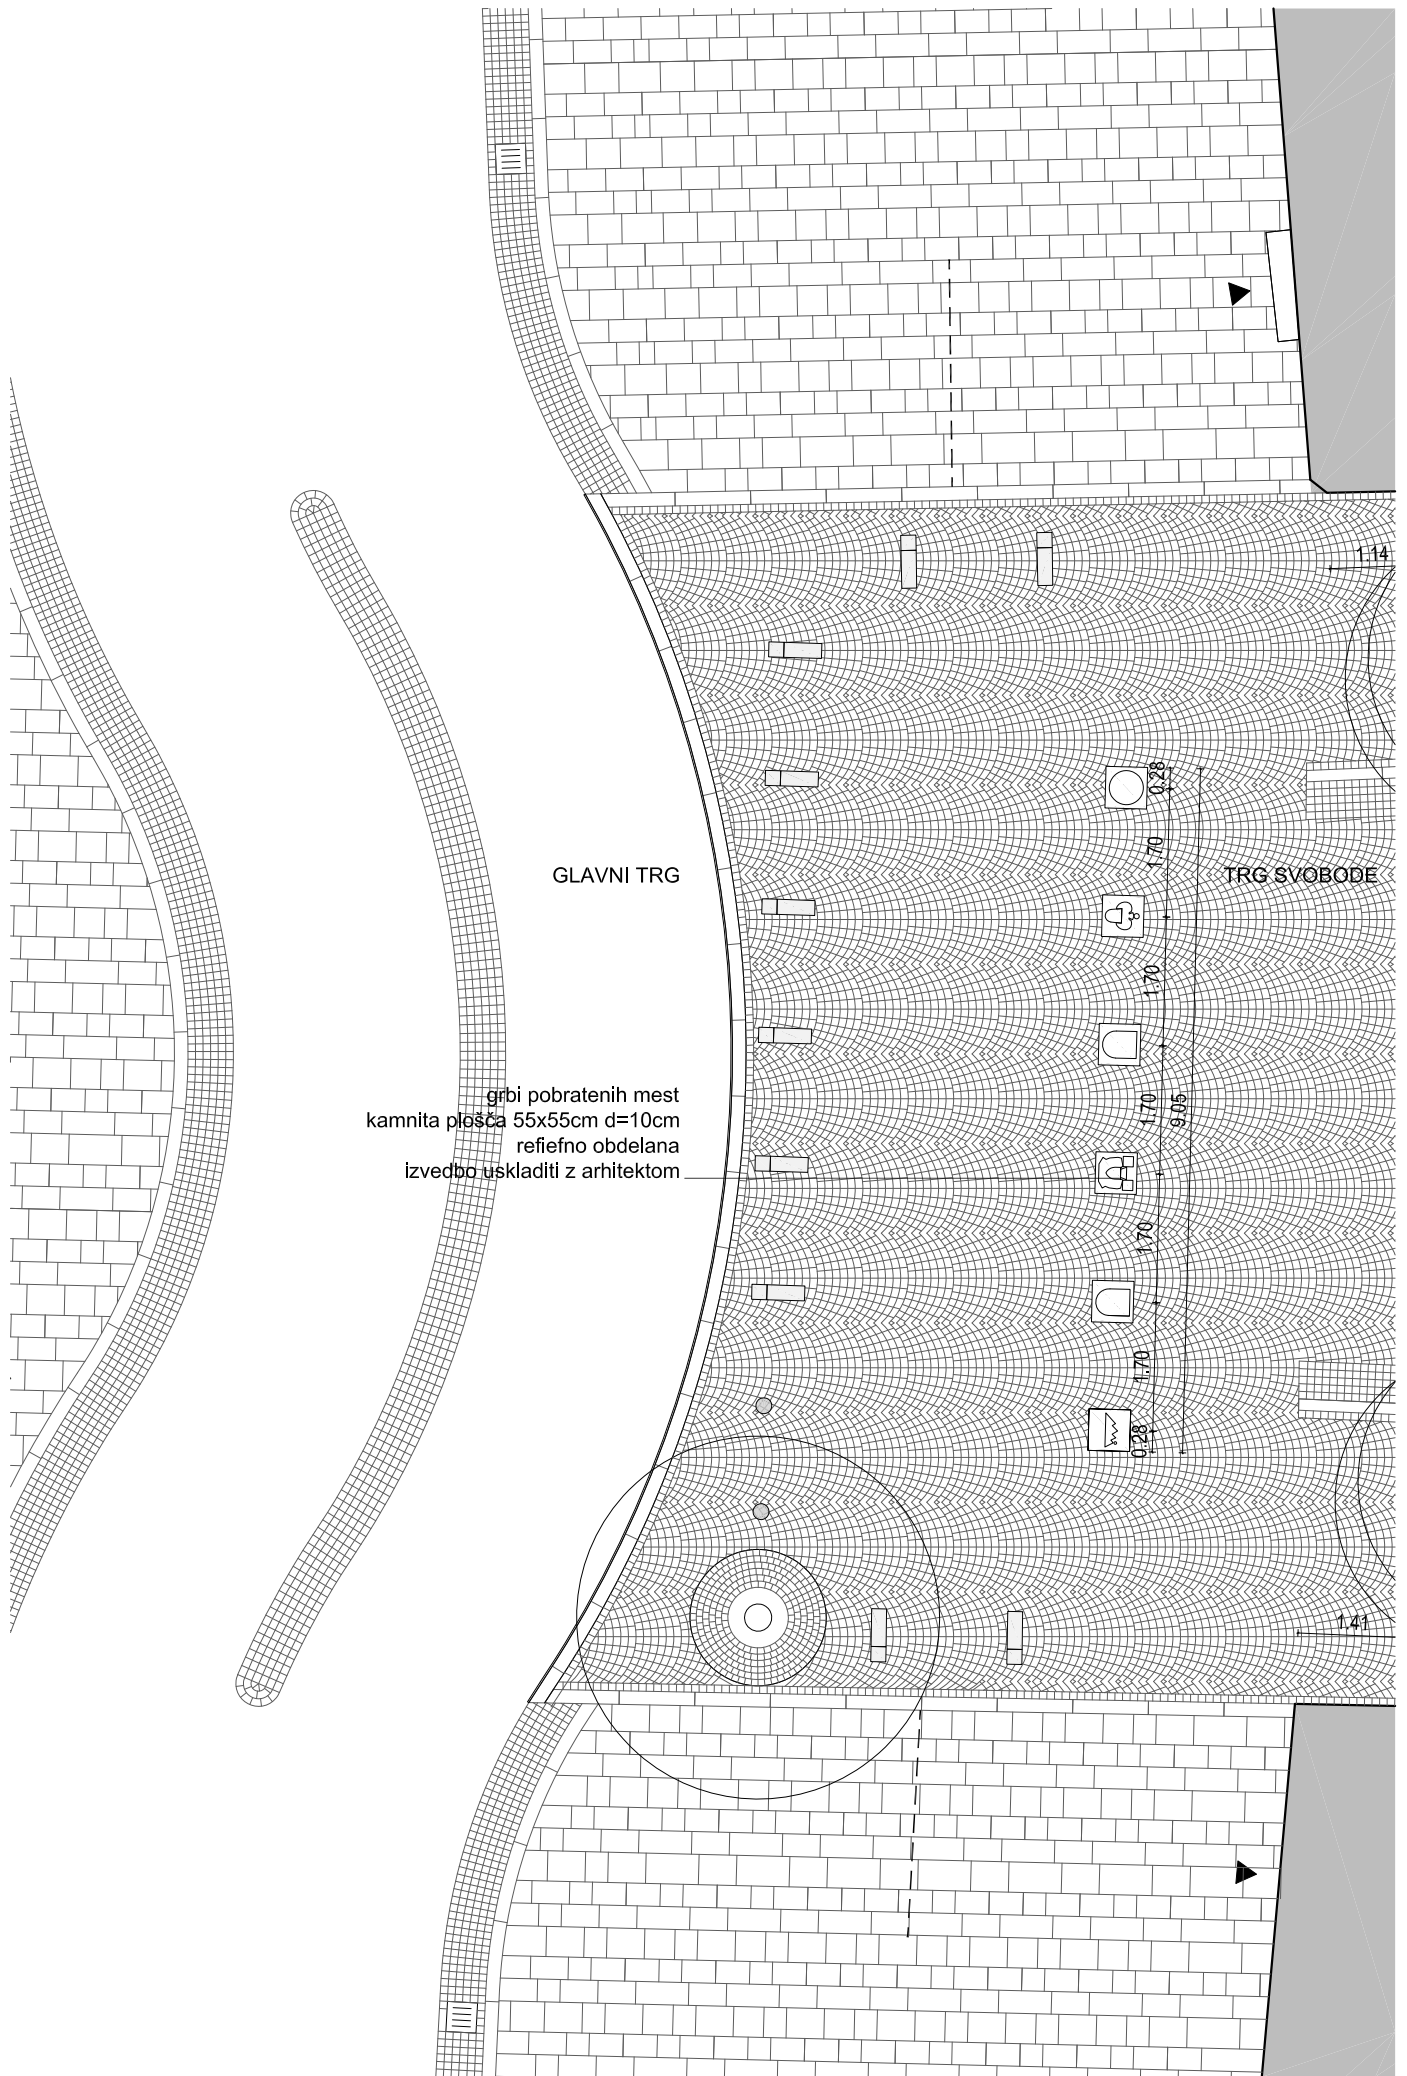 1.14
0.28
1.70
GLAVNI TRG
TRG SVOBODE
1.70
grbi pobratenih mest
kamnita plošča 55x55cm d=10cm
refiefno obdelana
izvedbo uskladiti z arhitektom
1.70
9.05
1.70
1.70
0.28
1.41